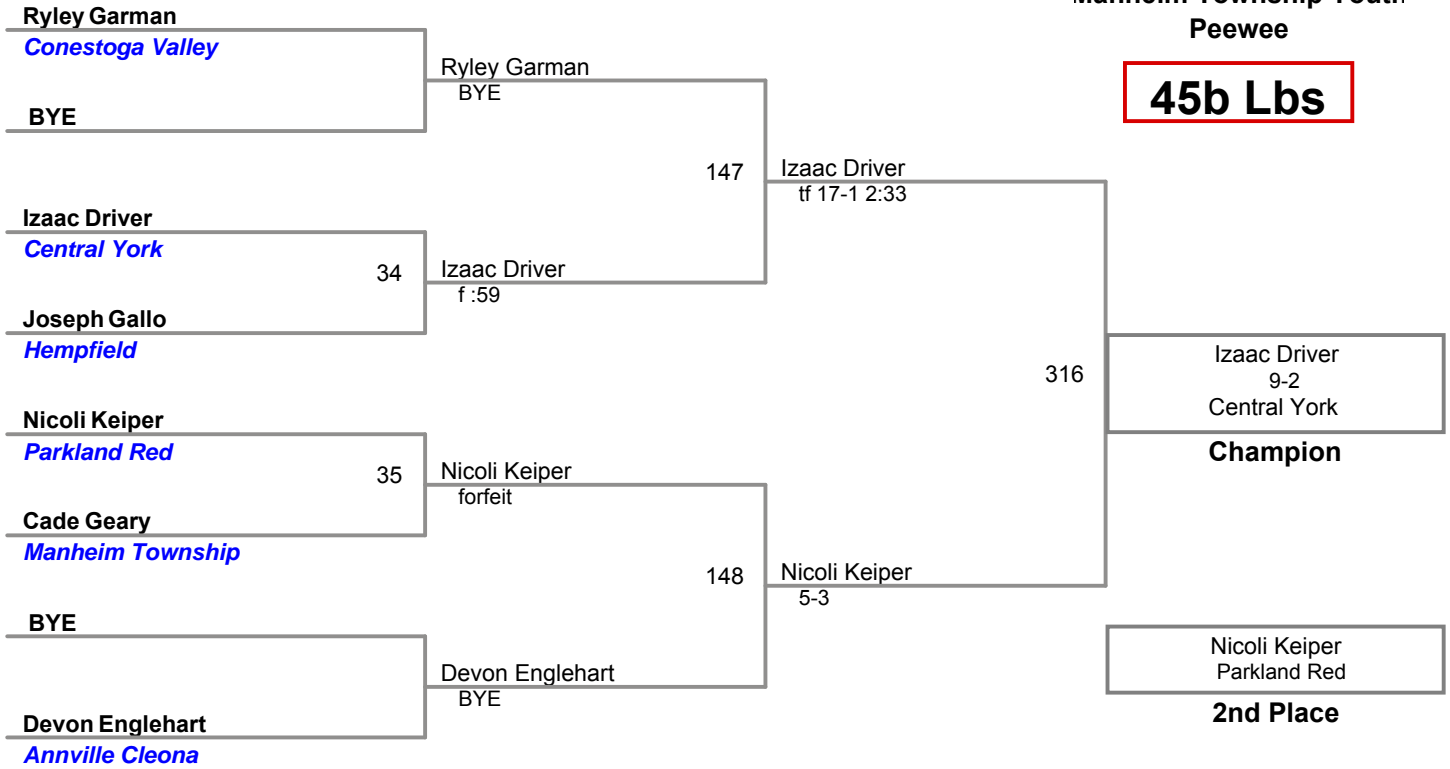 Manheim Township Youth
Peewee
45b Lbs
Ryley Garman
Conestoga Valley
BYE
Izaac Driver
Central York
34
Joseph Gallo
Hempfield
Nicoli Keiper
Parkland Red
35
Cade Geary
Manheim Township
BYE
Devon Englehart
Annville Cleona
Ryley Garman
BYE
147
Izaac Driver
f :59
Nicoli Keiper
forfeit
148
Devon Englehart
BYE
Izaac Driver
tf 17-1 2:33
316
Nicoli Keiper
5-3
Izaac Driver
9-2
Central York
Champion
Nicoli Keiper
Parkland Red
2nd Place